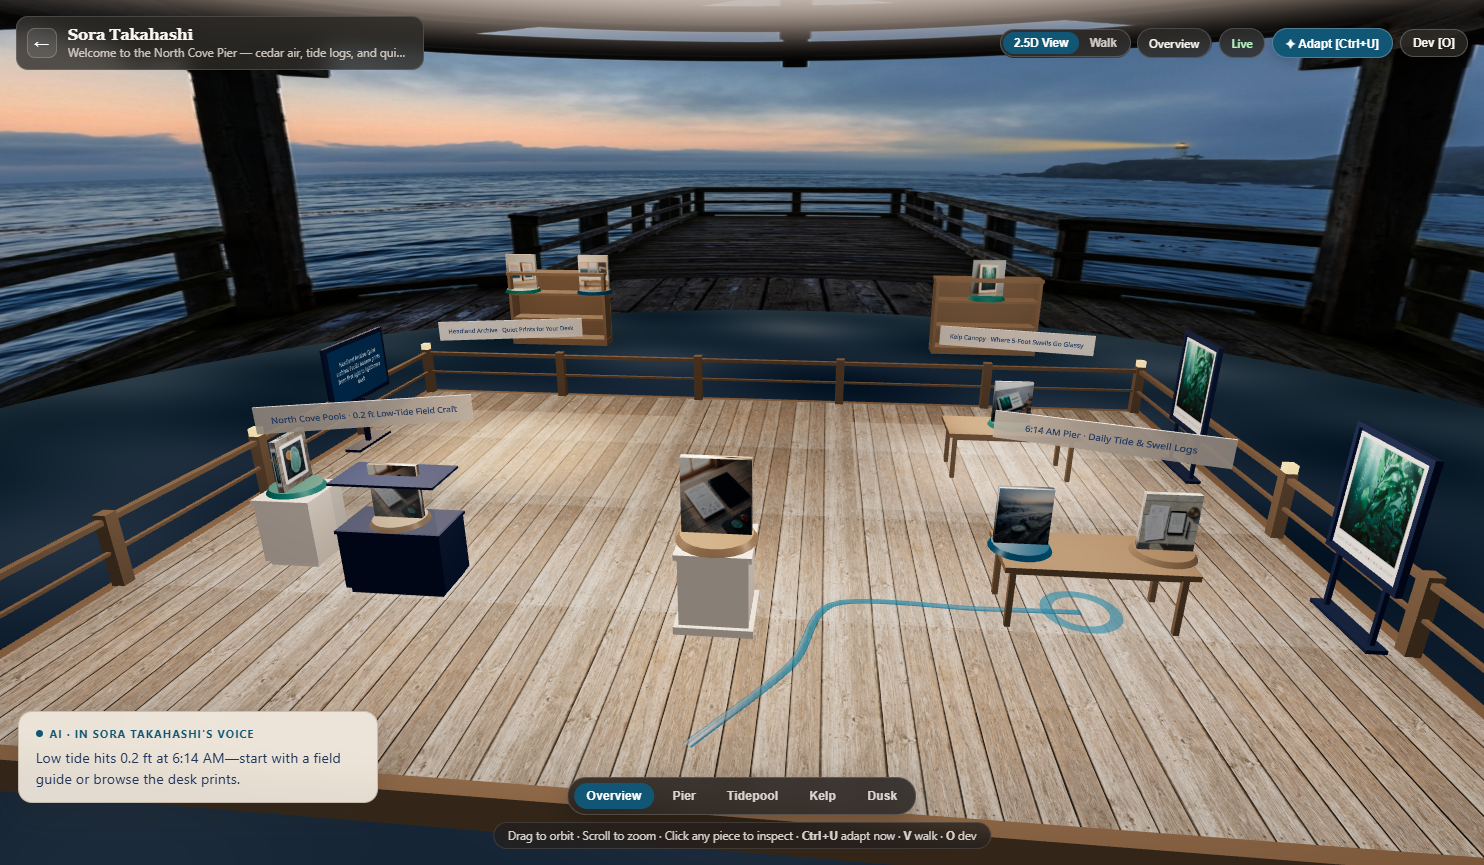 Sora Takahashi
Welcome to the North Cove Pier — cedar air, tide logs, and qui...
2.5D View
Walk
Overview
Live
✦ Adapt [Ctrl+U]
Dev [O]
Headland Archive · Quiet Prints for Your Desk
Kelp Canopy · Where 5-Foot Swells Go Glassy
North Cove Pools · 0.2 ft Low-Tide Field Craft
6:14 AM Pier · Daily Tide & Swell Logs
AI · IN SORA TAKAHASHI'S VOICE
Low tide hits 0.2 ft at 6:14 AM—start with a field
guide or browse the desk prints.
Overview
Pier
Tidepool
Kelp
Dusk
Drag to orbit · Scroll to zoom · Click any piece to inspect · Ctrl+U adapt now · V walk · O dev